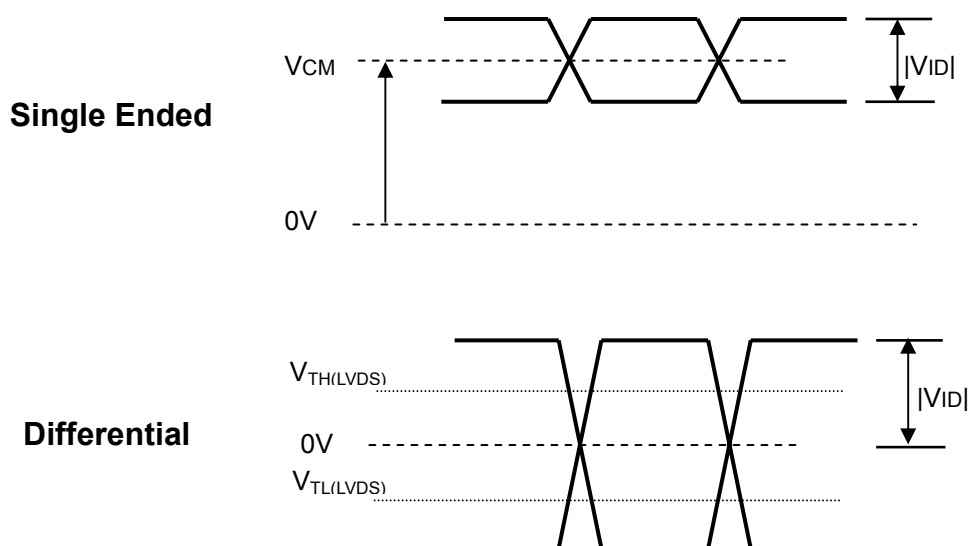 VCM
|VID|
Single Ended
0V
VTH(LVDS)
|VID|
Differential
0V
VTL(LVDS)